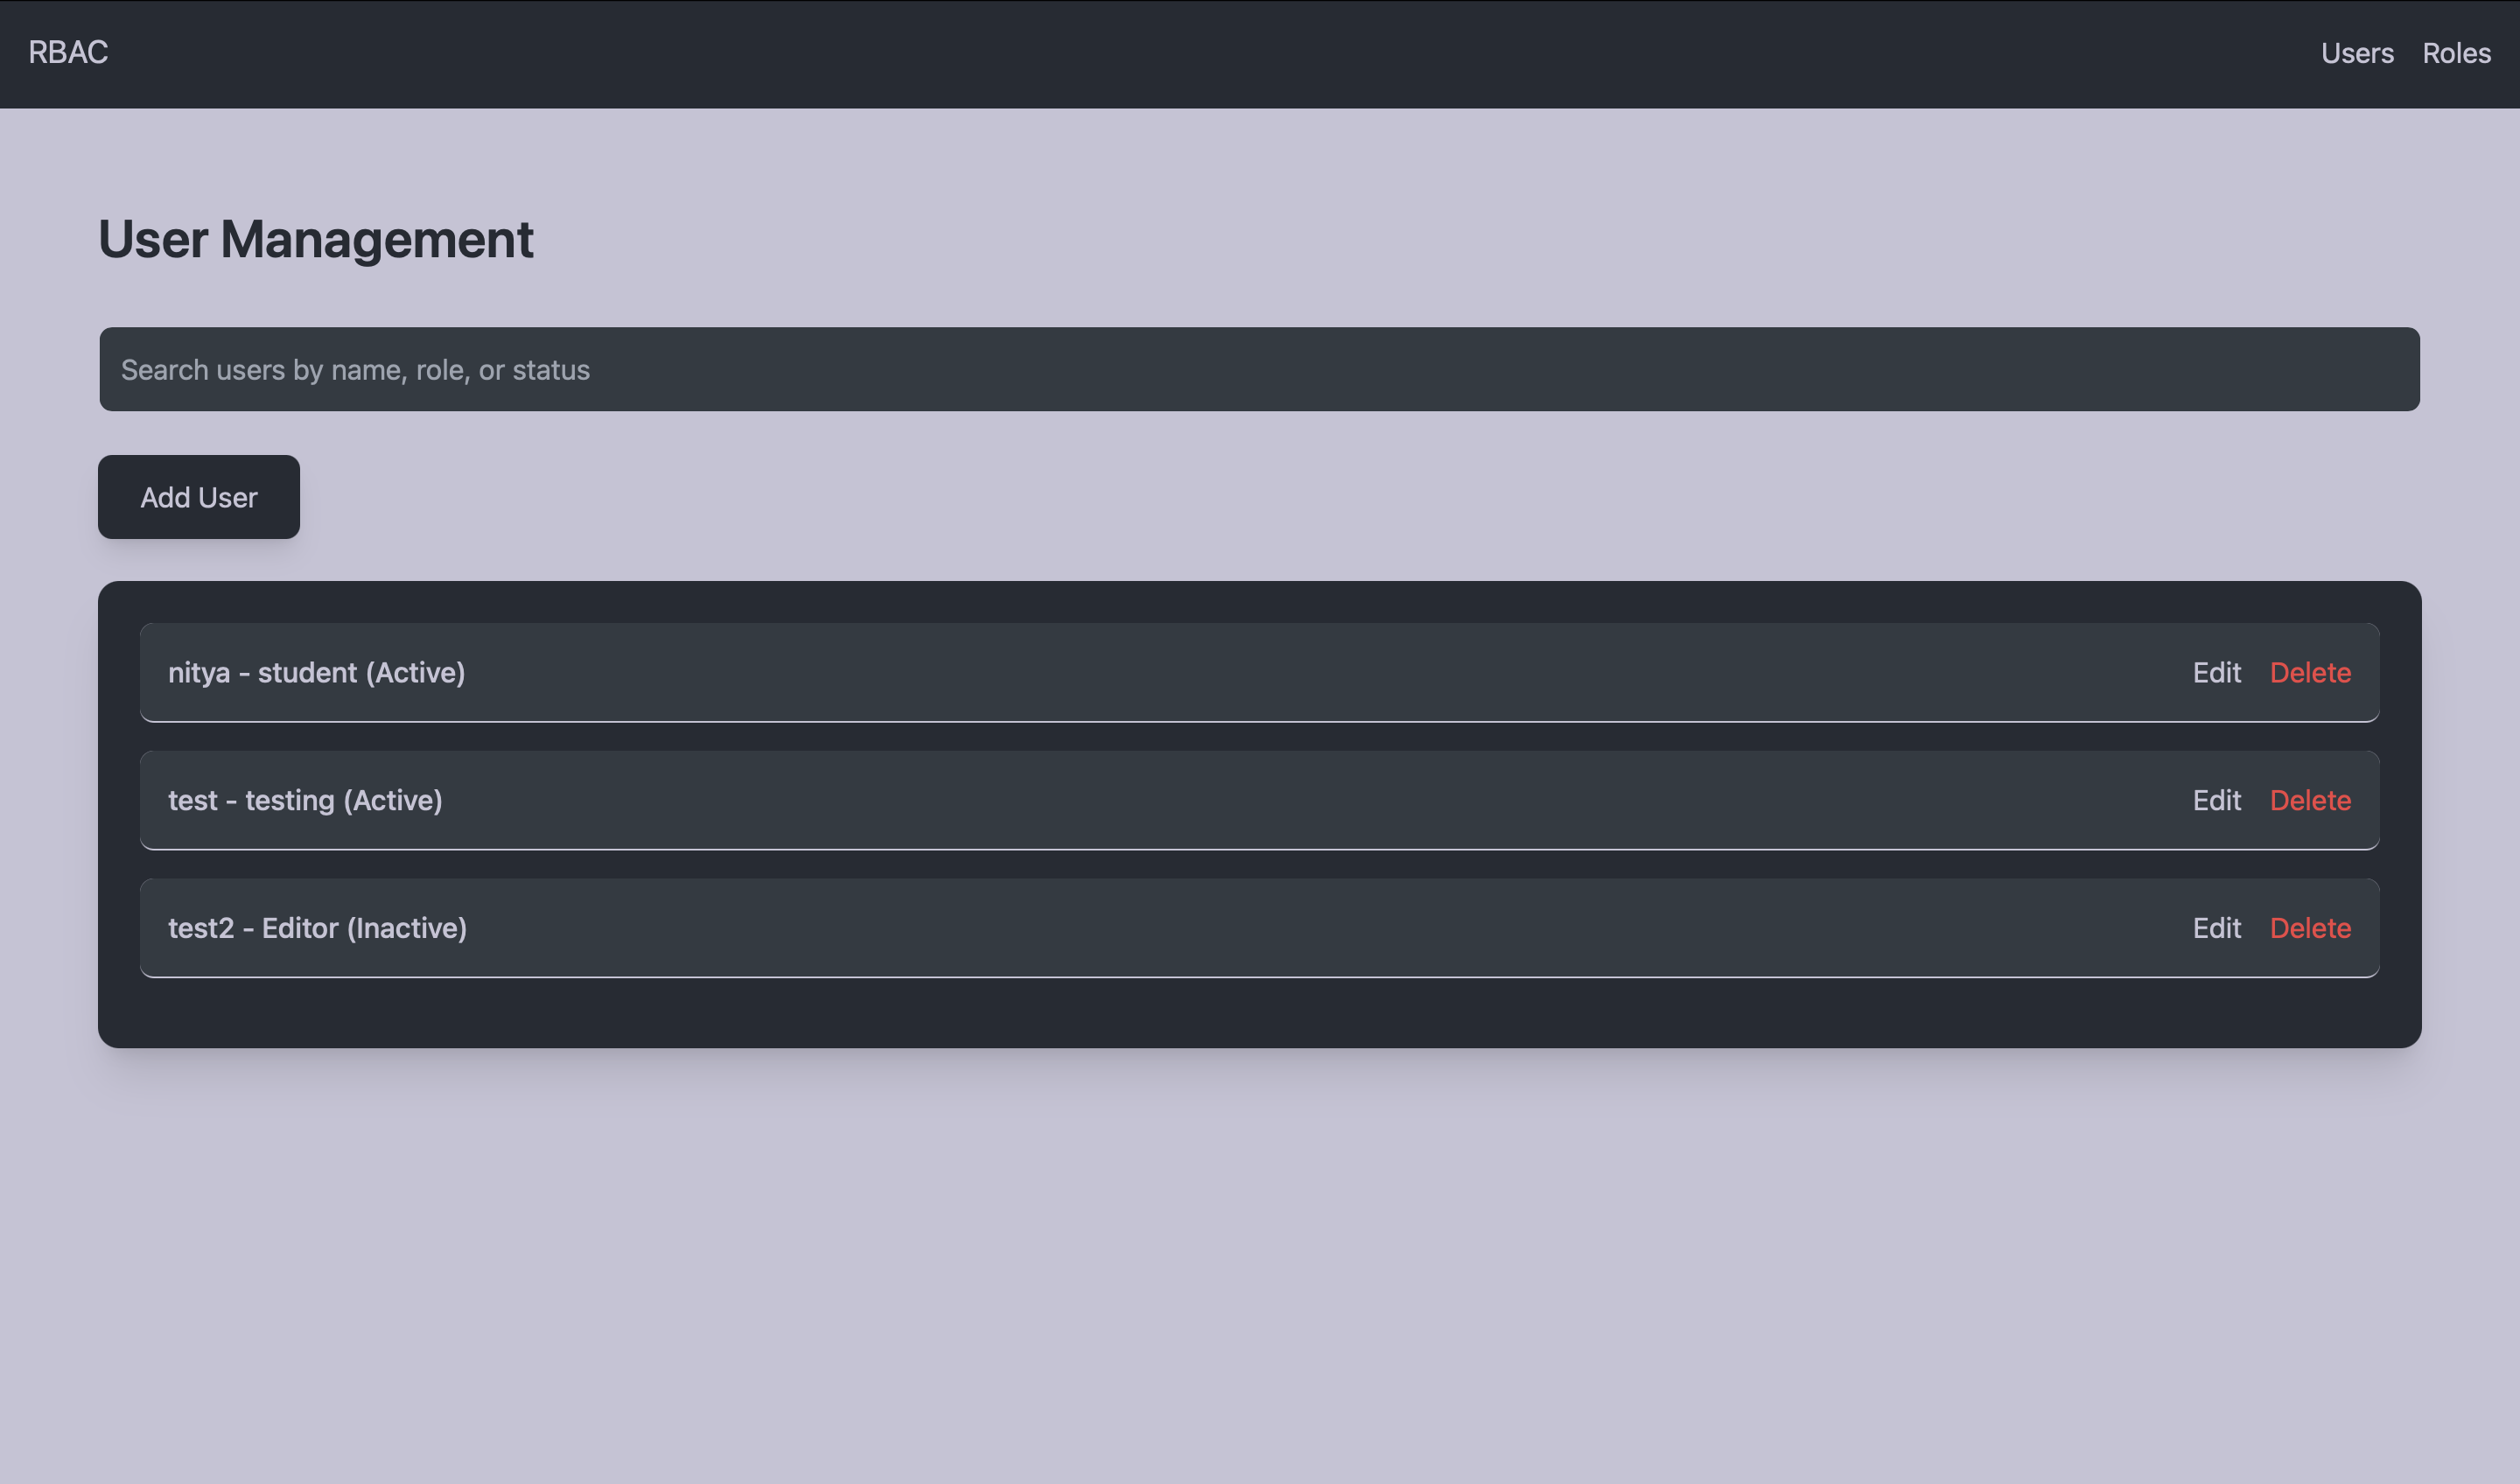 RBAC
Users Roles
User Management
Search users by name, role, or status
Add User
nitya - student (Active)
Edit Delete
test - testing (Active)
Edit Delete
test2 - Editor (Inactive)
Edit Delete